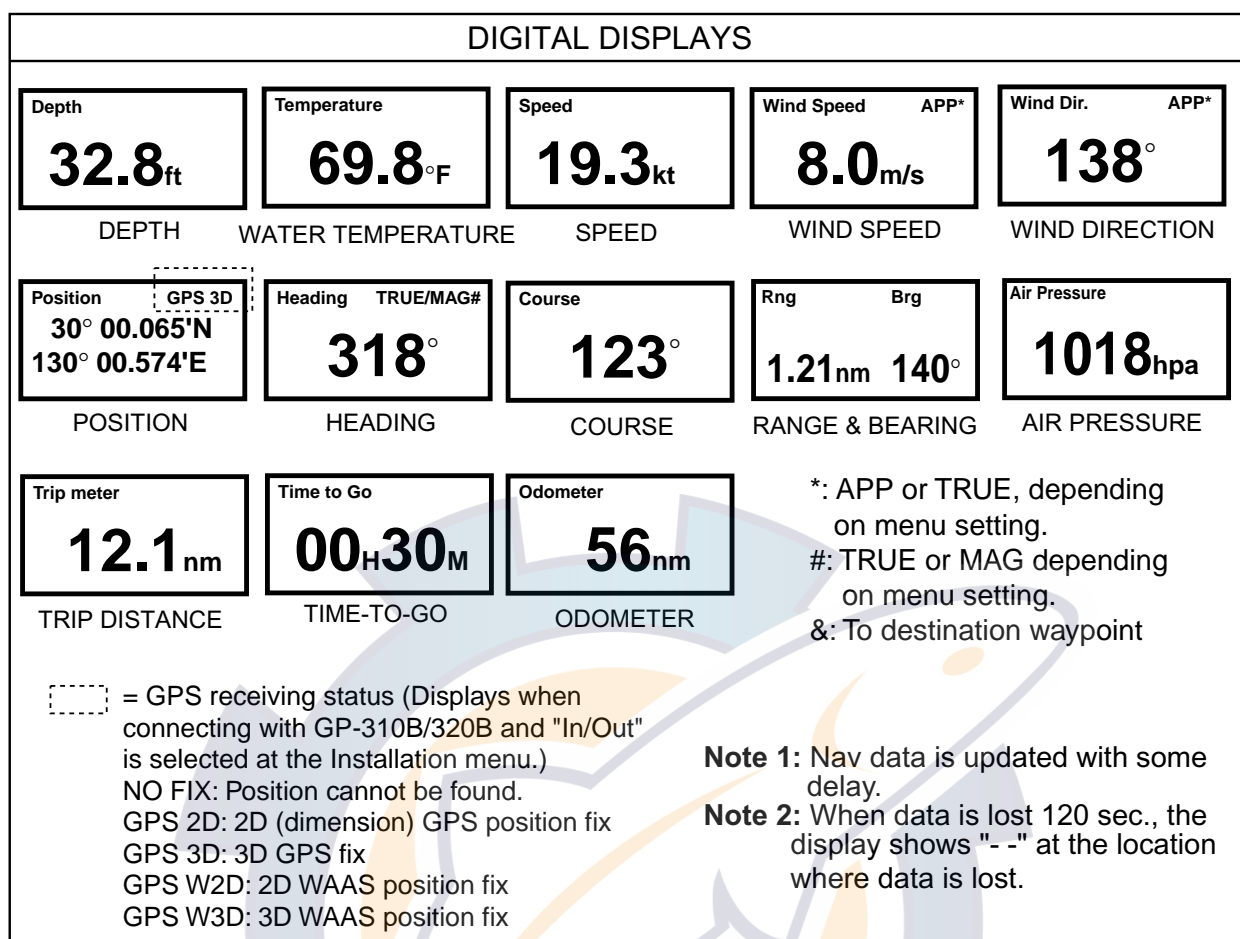 DIGITAL DISPLAYS
Depth
32.8ft
DEPTH
Temperature
69.8°F
WATER TEMPERATURE
Speed
19.3kt
SPEED
Wind Speed APP*
8.0m/s
WIND SPEED
Wind Dir. APP*
138°
WIND DIRECTION
Position GPS 3D
30° 00.065'N
130° 00.574'E
POSITION
Heading TRUE/MAG#
318°
HEADING
Course
123°
COURSE
Rng Brg
1.21nm 140°
RANGE & BEARING
Air Pressure
1018hpa
AIR PRESSURE
Trip meter
12.1nm
TRIP DISTANCE
Time to Go
00H30M
TIME-TO-GO
Odometer
56nm
ODOMETER
*: APP or TRUE, depending
on menu setting.
#: TRUE or MAG depending
on menu setting.
&: To destination waypoint
= GPS receiving status (Displays when
connecting with GP-310B/320B and "In/Out"
is selected at the Installation menu.)
NO FIX: Position cannot be found.
GPS 2D: 2D (dimension) GPS position fix
GPS 3D: 3D GPS fix
GPS W2D: 2D WAAS position fix
GPS W3D: 3D WAAS position fix
Note 1: Nav data is updated with some
delay.
Note 2: When data is lost 120 sec., the
display shows "- -" at the location
where data is lost.